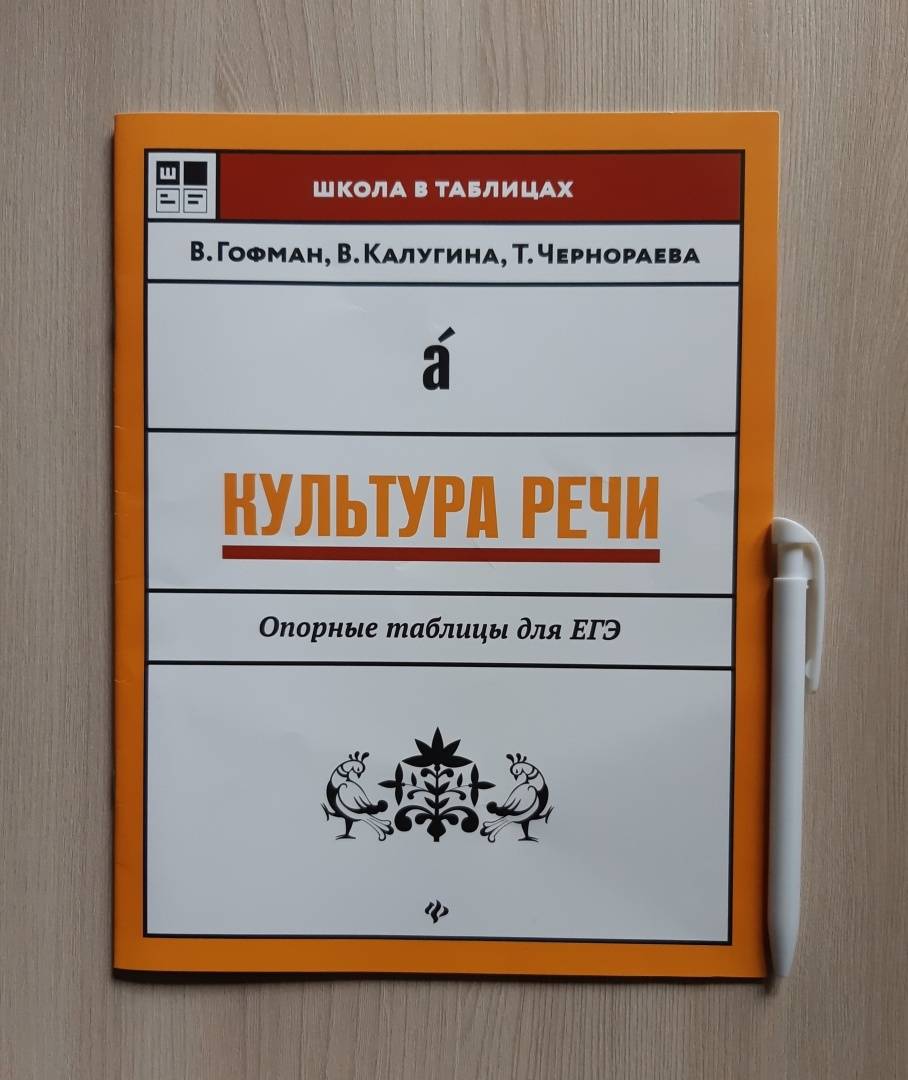 Ш
ШКОЛА В ТАБЛИЦАХ
В. ГОФМАН, В. КАЛУГИНА, Т. ЧЕРНОРАЕВА
а́
КУЛЬТУРА РЕЧИ
Опорные таблицы для ЕГЭ